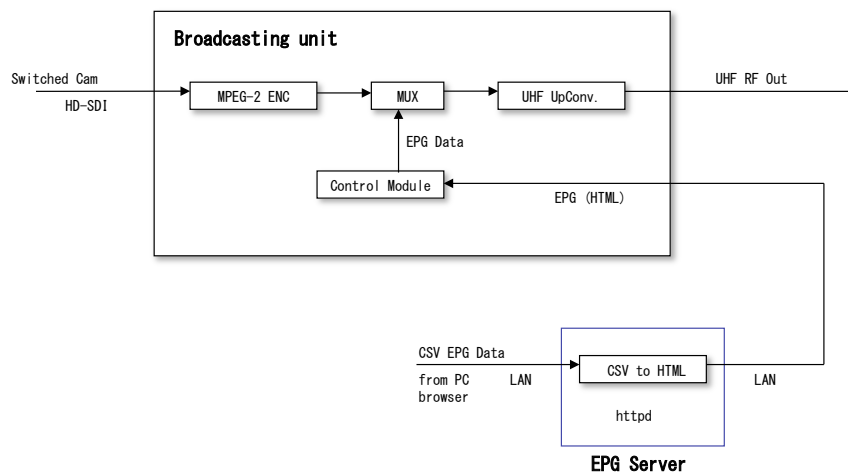 Broadcasting unit
Switched Cam
HD-SDI
MPEG-2 ENC
MUX
UHF UpConv.
UHF RF Out
EPG Data
Control Module
EPG (HTML)
CSV EPG Data
from PC
browser
LAN
CSV to HTML
LAN
httpd
EPG Server